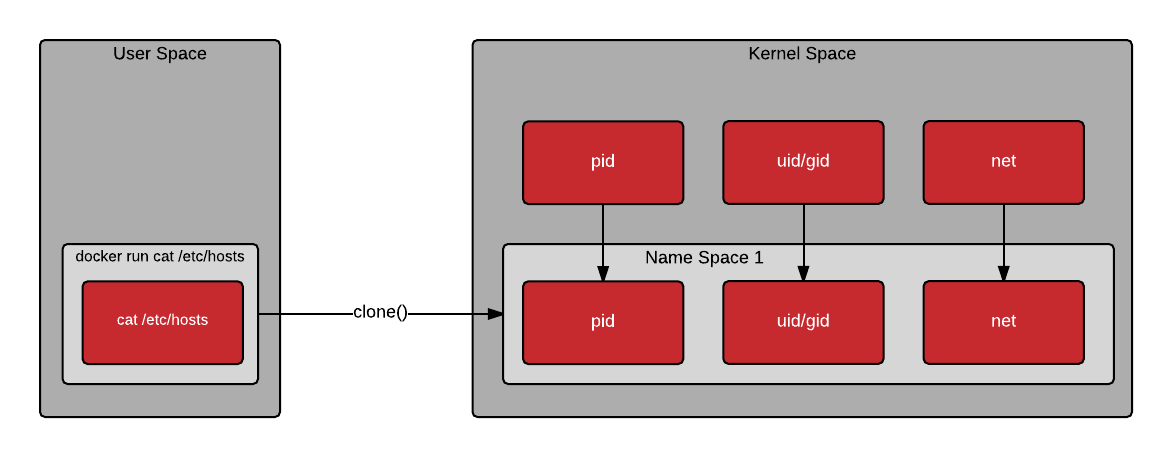 User Space
Kernel Space
pid
uid/gid
net
docker run cat /etc/hosts
Name Space 1
cat /etc/hosts
clone()
pid
uid/gid
net